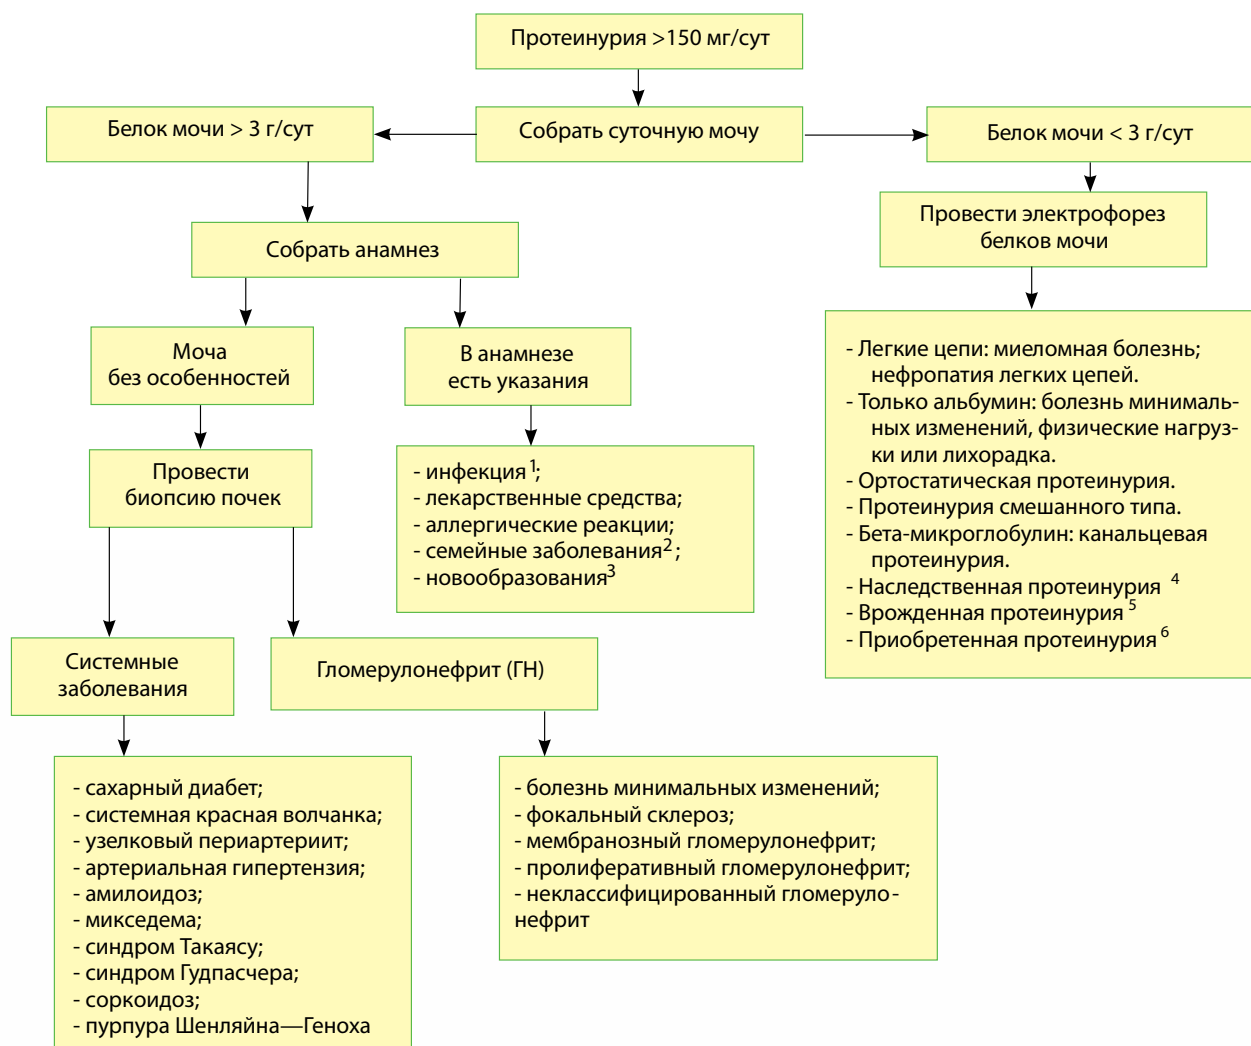 Протеинурия >150 мг/сут
Белок мочи > 3 г/сут
Собрать суточную мочу
Белок мочи < 3 г/сут
Собрать анамнез
Провести электрофорез
белков мочи
Моча
без особенностей
В анамнезе
есть указания
- Легкие цепи: миеломная болезнь;
нефропатия легких цепей.
- Только альбумин: болезнь минималь-
ных изменений, физические нагруз-
ки или лихорадка.
- Ортостатическая протеинурия.
- Протеинурия смешанного типа.
- Бета-микроглобулин: канальцевая
протеинурия.
- Наследственная протеинурия 4
- Врожденная протеинурия 5
- Приобретенная протеинурия 6
Провести
биопсию почек
- инфекция 1;
- лекарственные средства;
- аллергические реакции;
- семейные заболевания2 ;
- новообразования3
Системные
заболевания
Гломерулонефрит (ГН)
- сахарный диабет;
- системная красная волчанка;
- узелковый периартериит;
- артериальная гипертензия;
- амилоидоз;
- микседема;
- синдром Такаясу;
- синдром Гудпасчера;
- соркоидоз;
- пурпура Шенляйна—Геноха
- болезнь минимальных изменений;
- фокальный склероз;
- мембранозный гломерулонефрит;
- пролиферативный гломерулонефрит;
- неклассифицированный гломеруло-
нефрит